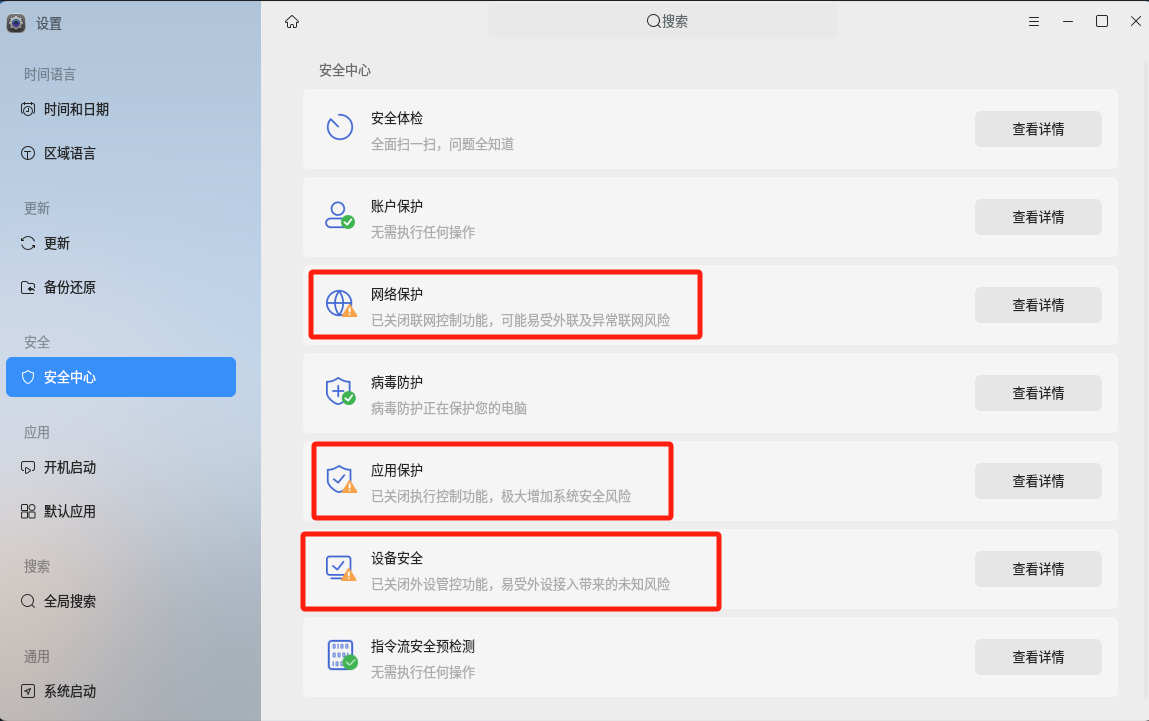 设置
搜索
时间语言
时间和日期
区域语言
更新
更新
备份还原
安全
安全中心
应用
开机启动
默认应用
搜索
全局搜索
通用
系统启动
安全中心
安全体检
全面扫一扫，问题全知道
查看详情
账户保护
无需执行任何操作
查看详情
网络保护
已关闭联网控制功能，可能易受外联及异常联网风险
查看详情
病毒防护
病毒防护正在保护您的电脑
查看详情
应用保护
已关闭执行控制功能，极大增加系统安全风险
查看详情
设备安全
已关闭外设管控功能，易受外设接入带来的未知风险
查看详情
指令流安全预检测
无需执行任何操作
查看详情